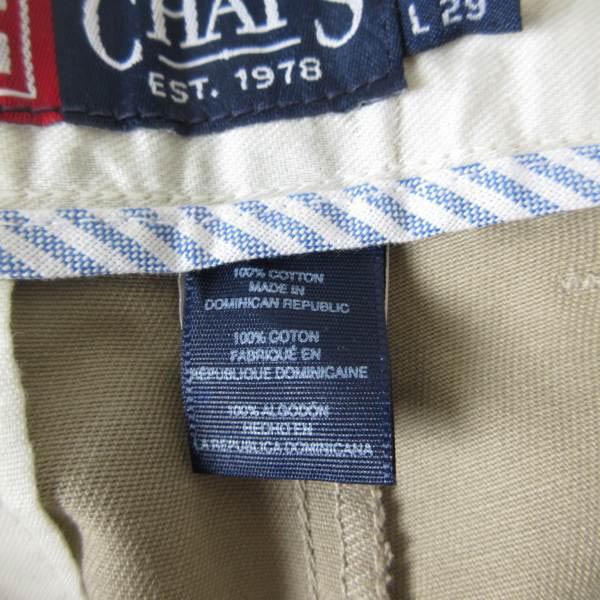 CHAPS
EST. 1978
L 29
100% COTTON
MADE IN
DOMINICAN REPUBLIC
100% COTON
FABRIQUÉ EN
RÉPUBLIQUE DOMINICAINE
100% ALGODÓN
HECHO EN
LA REPUBLICA DOMINICANA